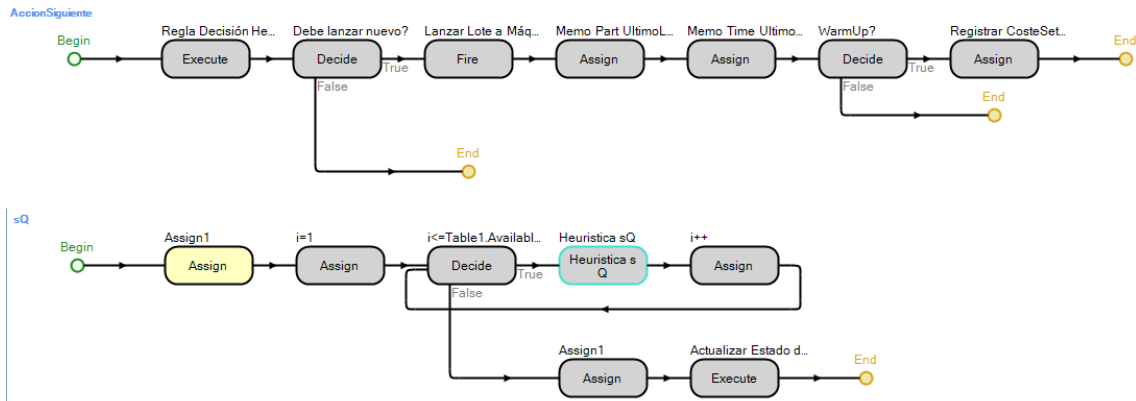 AccionSiguiente
Begin
Regla Decisión He...
Execute
Debe lanzar nuevo?
Decide
True
False
End
Lanzar Lote a Máq...
Fire
Memo Part UltimoL...
Assign
Memo Time Ultimo...
Assign
WarmUp?
Decide
True
False
End
Registrar CosteSet...
Assign
End
sQ
Begin
Assign1
Assign
i=1
Assign
i<=Table1.Availabl...
Decide
True
False
Heuristica sQ
Heuristica s
Q
i++
Assign
Assign1
Assign
Actualizar Estado d...
Execute
End